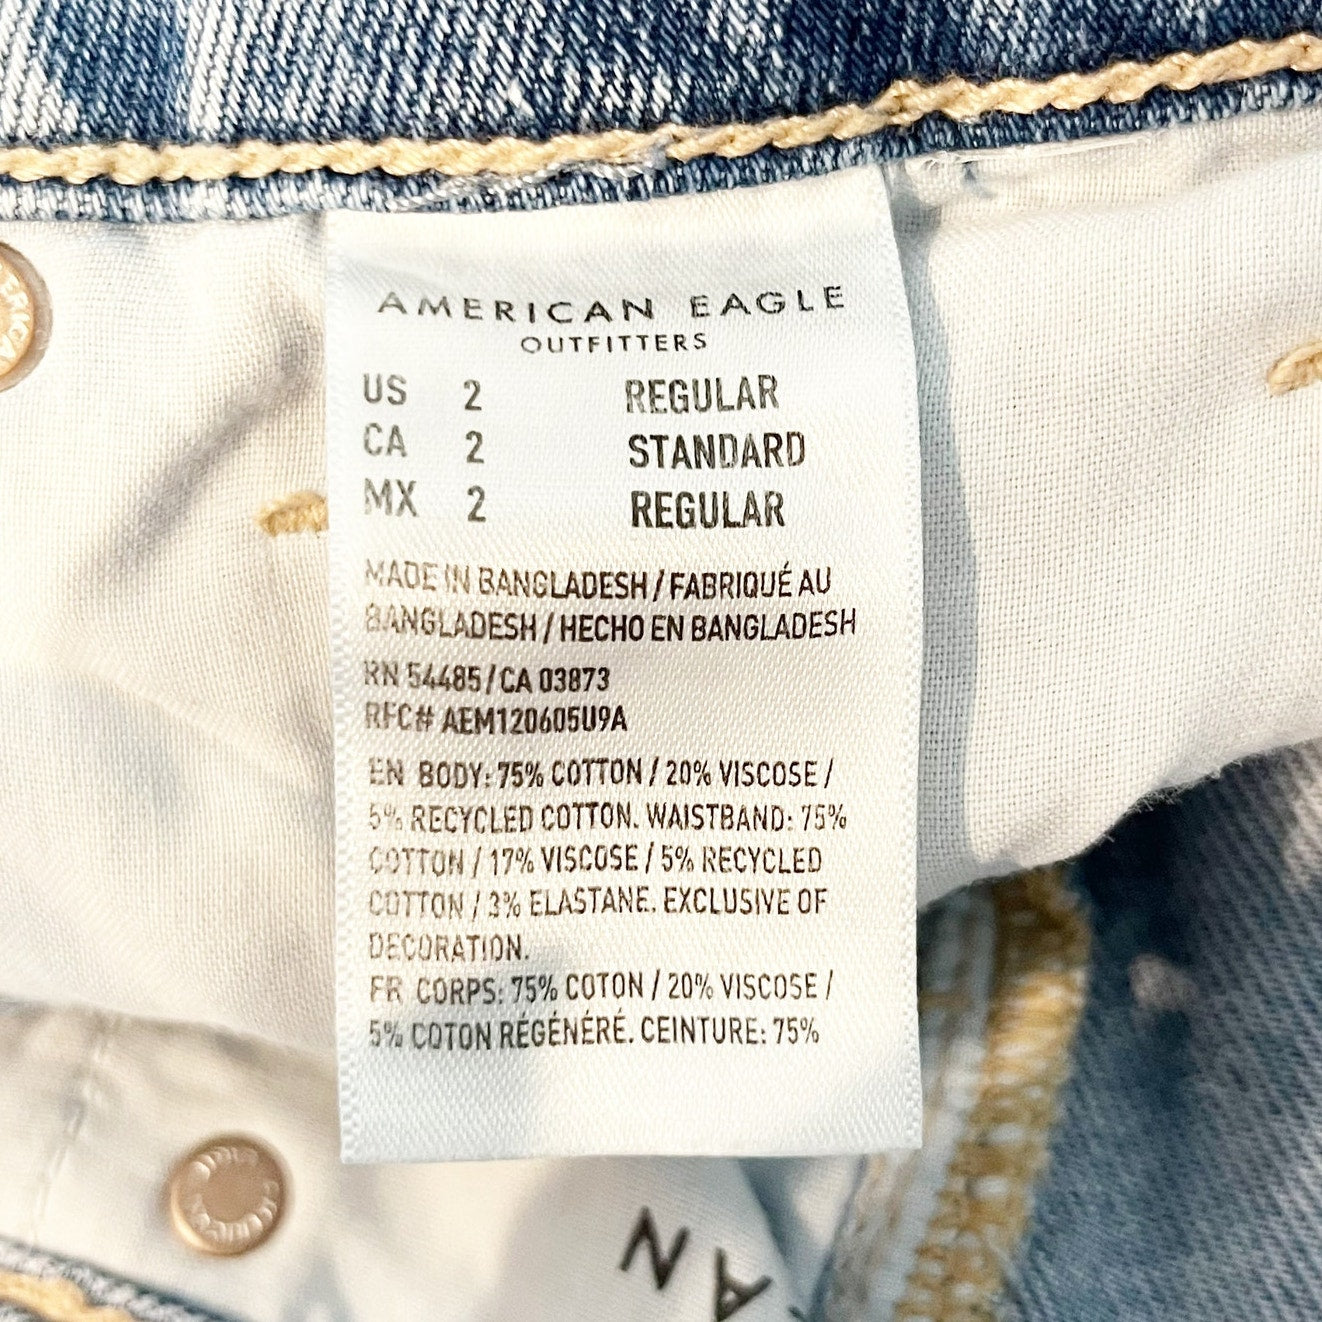 AMERICAN EAGLE
OUTFITTERS
US 2 REGULAR
CA 2 STANDARD
MX 2 REGULAR
MADE IN BANGLADESH / FABRIQUÉ AU
BANGLADESH / HECHO EN BANGLADESH
RN 54485 / CA 03873
RFC# AEM120605U9A
EN BODY: 75% COTTON / 20% VISCOSE /
5% RECYCLED COTTON. WAISTBAND: 75%
COTTON / 17% VISCOSE / 5% RECYCLED
COTTON / 3% ELASTANE. EXCLUSIVE OF
DECORATION.
FR CORPS: 75% COTON / 20% VISCOSE /
5% COTON RÉGÉNÉRÉ. CEINTURE: 75%